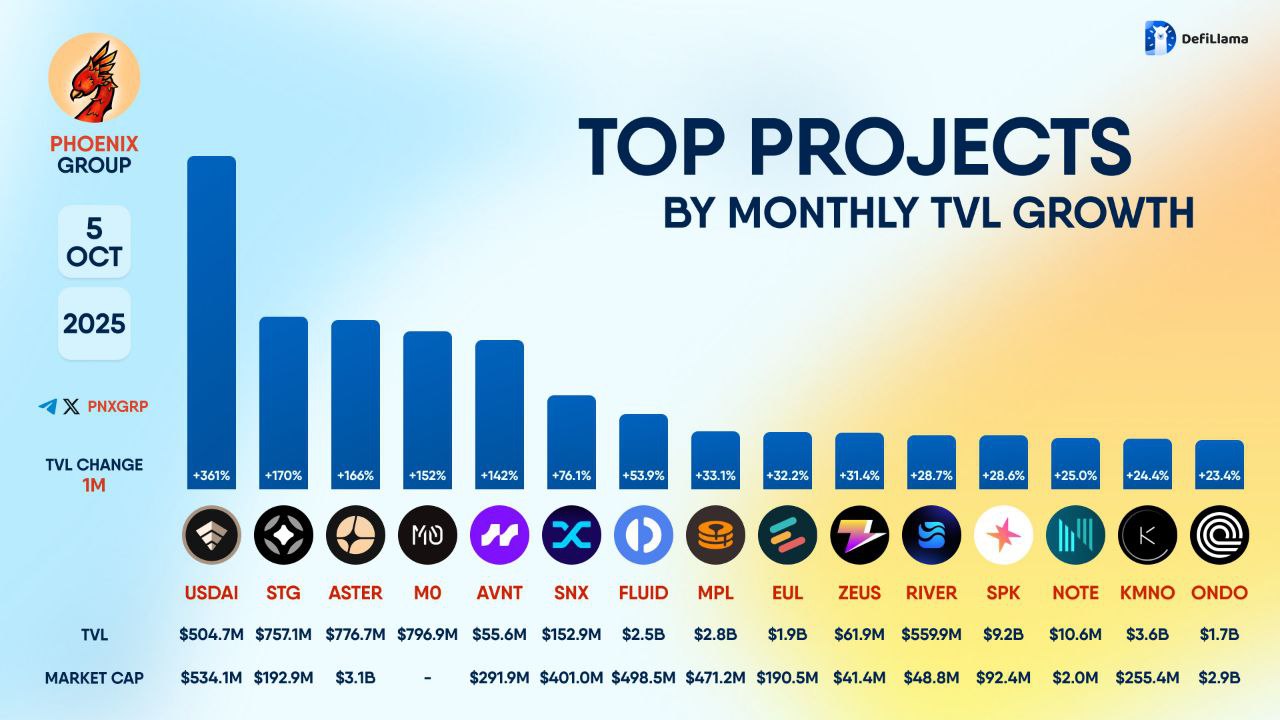 DefiLlama
PHOENIX
GROUP
5
OCT
2025
PNXGRP
TOP PROJECTS
BY MONTHLY TVL GROWTH
TVL CHANGE
1M
+361% +170% +166% +152% +142% +76.1% +53.9% +33.1% +32.2% +31.4% +28.7% +28.6% +25.0% +24.4% +23.4%
USDAI STG ASTER M0 AVNT SNX FLUID MPL EUL ZEUS RIVER SPK NOTE KMNO ONDO
TVL $504.7M $757.1M $776.7M $796.9M $55.6M $152.9M $2.5B $2.8B $1.9B $61.9M $559.9M $9.2B $10.6M $3.6B $1.7B
MARKET CAP $534.1M $192.9M $3.1B - $291.9M $401.0M $498.5M $471.2M $190.5M $41.4M $48.8M $92.4M $2.0M $255.4M $2.9B